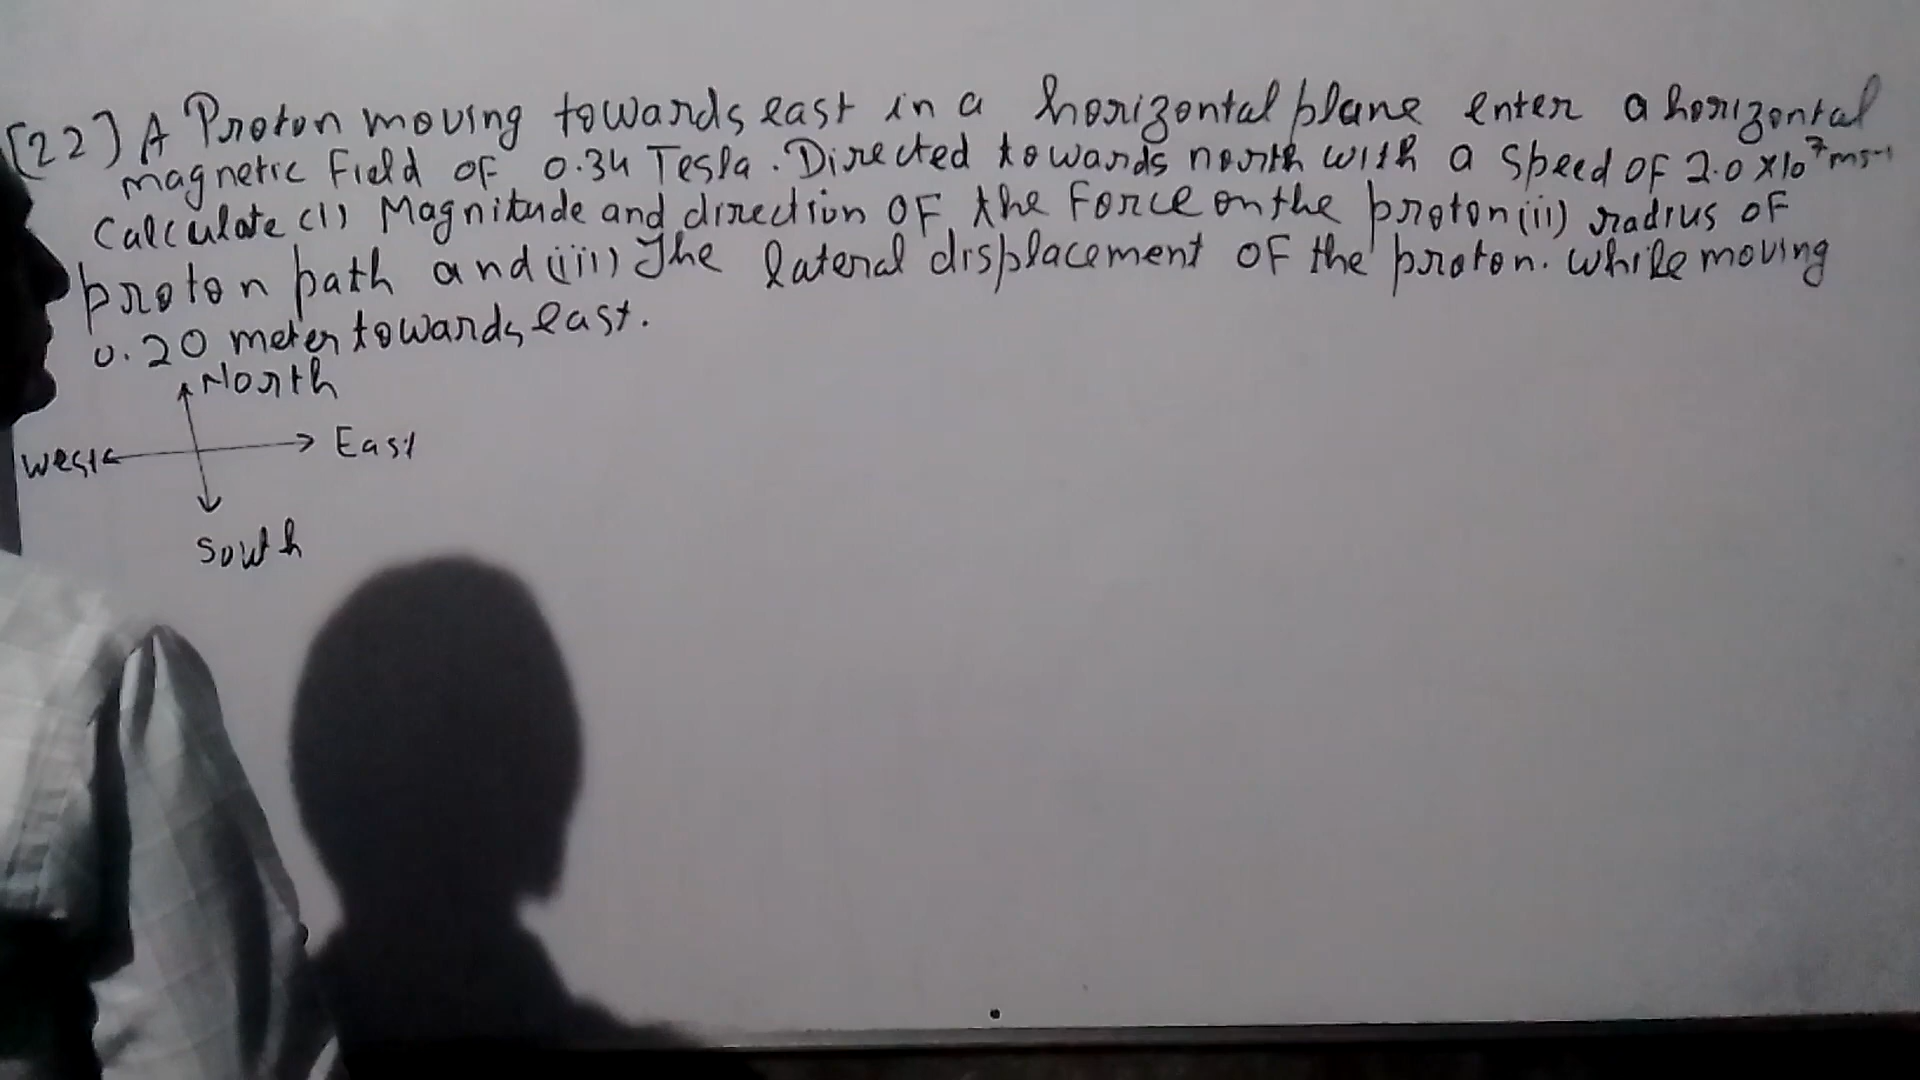 [22] A Proton moving towards east in a horizontal plane enter a horizontal
magnetic Field of 0.34 Tesla. Directed towards north with a speed of 2.0 x 10⁷ ms⁻¹
Calculate (i) Magnitude and direction of the Force on the proton (ii) radius of
proton path and (iii) The lateral displacement of the proton. while moving
0.20 meter towards east.
North
West East
South